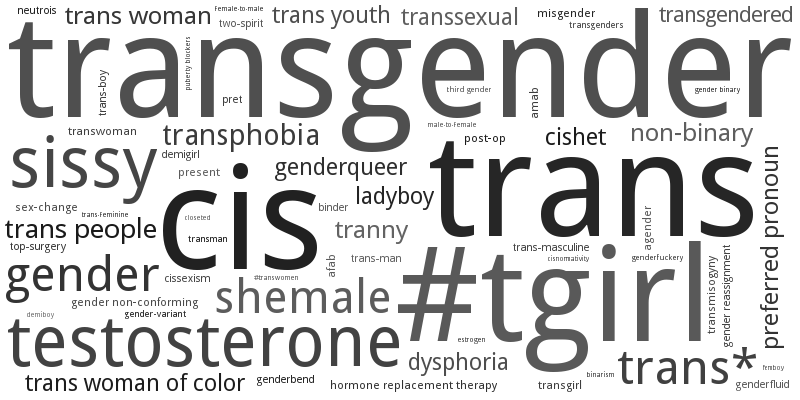 neutrois
trans woman
Female-to-male
two-spirit
trans youth
transsexual
misgender
transgenders
transgendered
transgender
trans-boy
puberty blockers
pret
third gender
amab
gender binary
transwoman
transphobia
male-to-female
post-op
cishet
non-binary
sissy
demigirl
present
genderqueer
trans
cis
ladyboy
sex-change
trans-feminine
closeted
binder
trans people
transman
tranny
agender
preferred pronoun
top-surgery
trans-masculine
gender
cissexism
#transwomen
afab
trans-man
cisnormativity
genderfuckery
#tgirl
transmisogyny
gender reassignment
gender non-conforming
shemale
demiboy
gender-variant
testosterone
estrogen
dysphoria
trans*
femboy
trans woman of color
genderbend
hormone replacement therapy
transgirl
binarism
genderfluid